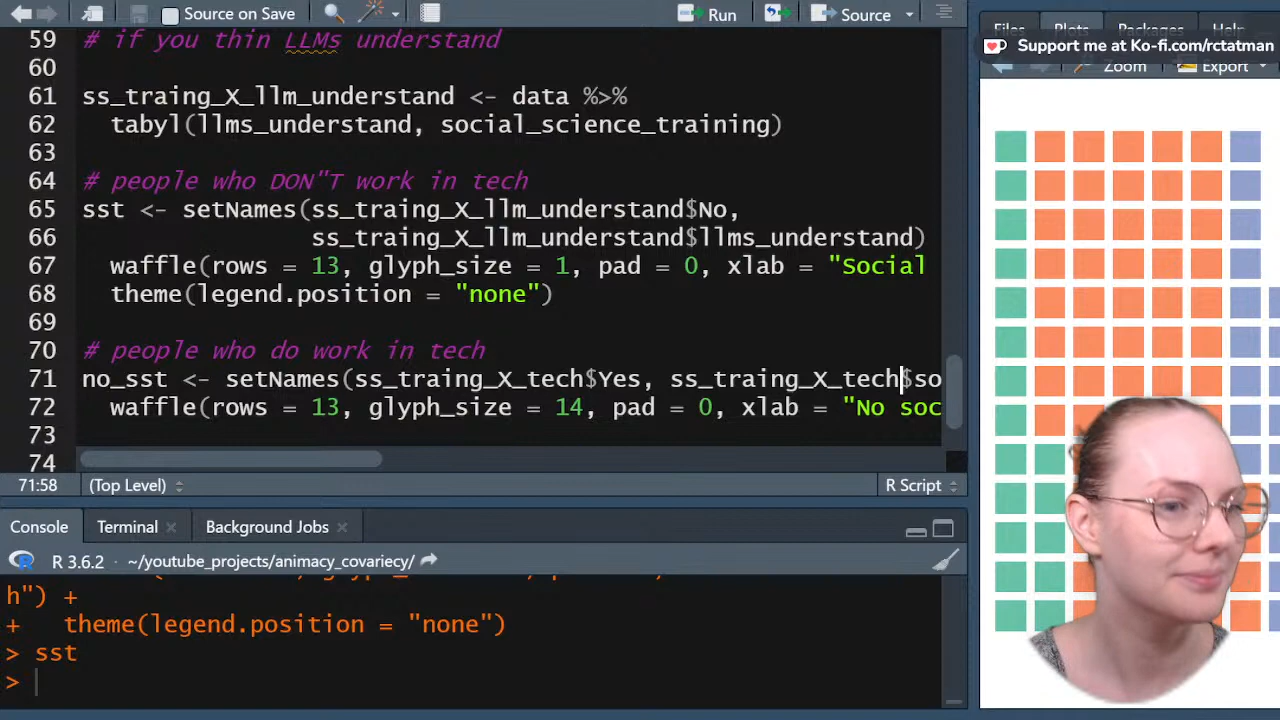 Source on Save Run Source
Files Plots Packages Help
Support me at Ko-fi.com/rctatman
Zoom Export
59 # if you thin LLMs understand
60
61 ss_traing_X_llm_understand <- data %>%
62 tabyl(llms_understand, social_science_training)
63
64 # people who DON"T work in tech
65 sst <- setNames(ss_traing_X_llm_understand$No,
66 ss_traing_X_llm_understand$llms_understand)
67 waffle(rows = 13, glyph_size = 1, pad = 0, xlab = "Social
68 theme(legend.position = "none")
69
70 # people who do work in tech
71 no_sst <- setNames(ss_traing_X_tech$Yes, ss_traing_X_tech$so
72 waffle(rows = 13, glyph_size = 14, pad = 0, xlab = "No soc
73
74
71:58 (Top Level) R Script
Console Terminal Background Jobs
R 3.6.2 · ~/youtube_projects/animacy_covariecy/
h") +
+ theme(legend.position = "none")
> sst
>